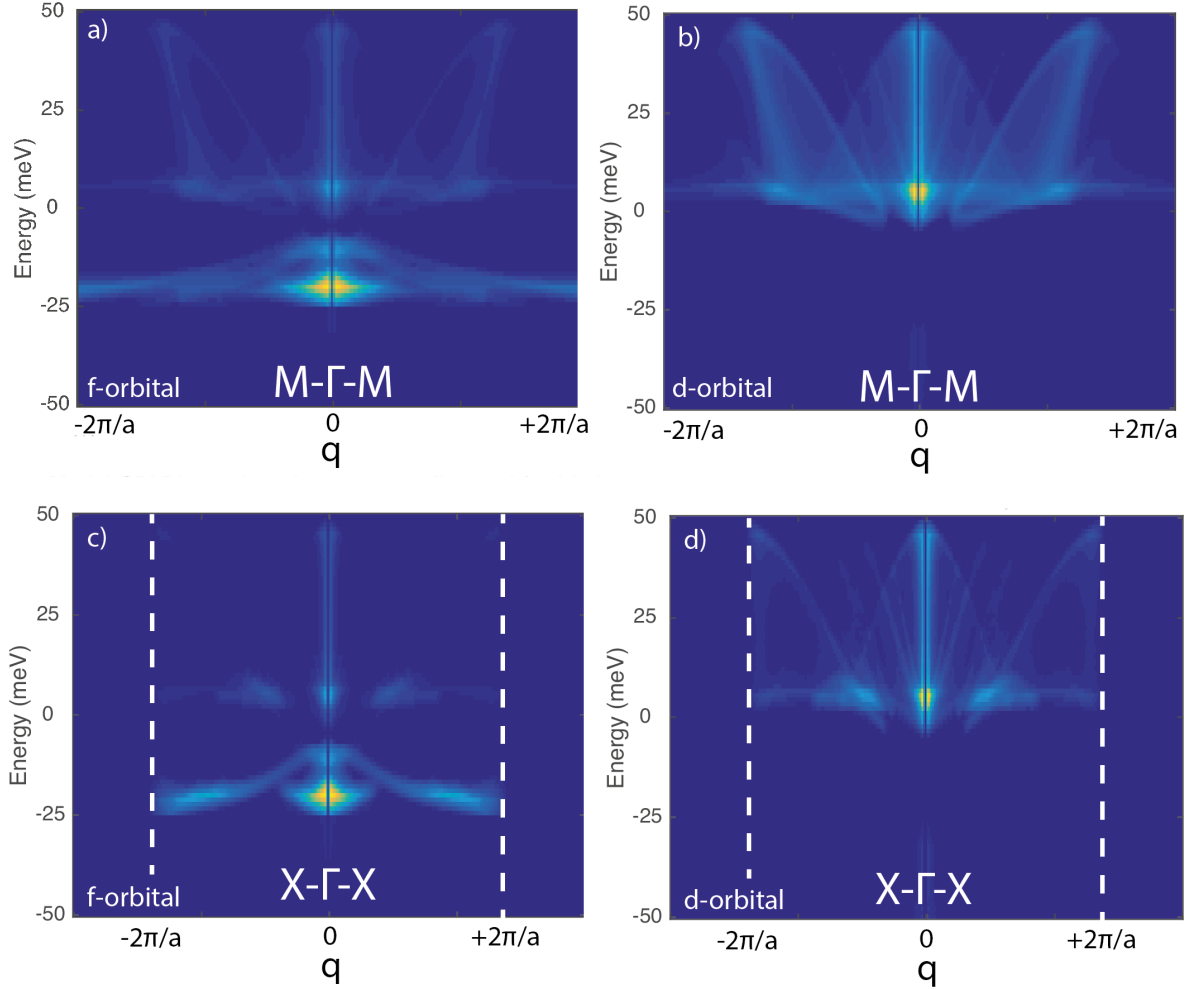 a)
50
25
0
-25
-50
Energy (meV)
f-orbital
M-Γ-M
-2π/a
0
+2π/a
q
b)
50
25
0
-25
-50
Energy (meV)
d-orbital
M-Γ-M
-2π/a
0
+2π/a
q
c)
50
25
0
-25
-50
Energy (meV)
f-orbital
X-Γ-X
-2π/a
0
+2π/a
q
d)
50
25
0
-25
-50
Energy (meV)
d-orbital
X-Γ-X
-2π/a
0
+2π/a
q